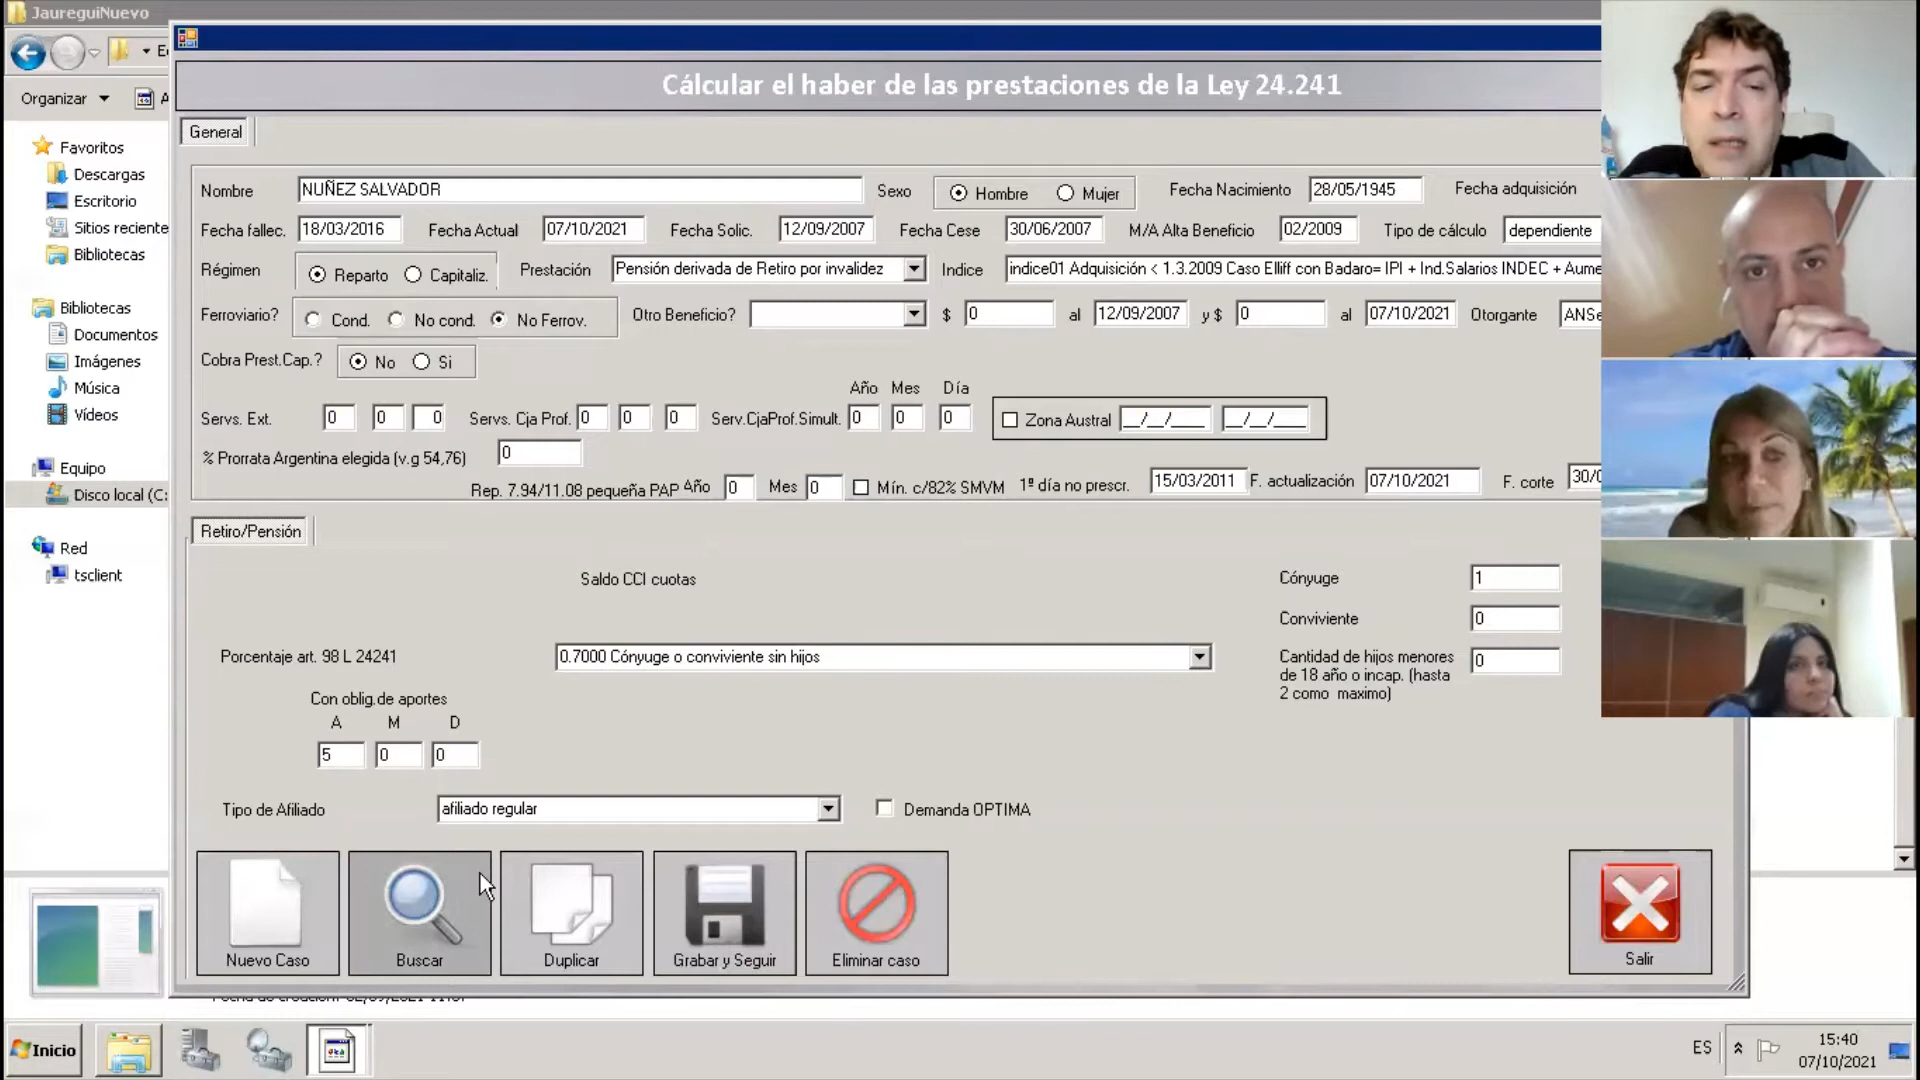 JaureguiNuevo
Organizar
Favoritos
Descargas
Escritorio
Sitios reciente
Bibliotecas
Bibliotecas
Documentos
Imágenes
Música
Vídeos
Equipo
Disco local (C:
Red
tsclient
Cálcular el haber de las prestaciones de la Ley 24.241
General
Nombre NUÑEZ SALVADOR Sexo Hombre Mujer Fecha Nacimiento 28/05/1945 Fecha adquisición
Fecha fallec. 18/03/2016 Fecha Actual 07/10/2021 Fecha Solic. 12/09/2007 Fecha Cese 30/06/2007 M/A Alta Beneficio 02/2009 Tipo de cálculo dependiente
Régimen Reparto Capitaliz. Prestación Pensión derivada de Retiro por invalidez Indice indice01 Adquisición < 1.3.2009 Caso Elliff con Badaro= IPI + Ind.Salarios INDEC + Aume
Ferroviario? Cond. No cond. No Ferrov. Otro Beneficio? $ 0 al 12/09/2007 y $ 0 al 07/10/2021 Otorgante ANSe
Cobra Prest.Cap.? No Si
Año Mes Día
Servs. Ext. 0 0 0 Servs. Cja Prof. 0 0 0 Serv.CjaProf.Simult. 0 0 0 Zona Austral __/__/____ __/__/____
% Prorrata Argentina elegida (v.g 54,76) 0
Rep. 7.94/11.08 pequeña PAP Año 0 Mes 0 Mín. c/82% SMVM 1ª día no prescr. 15/03/2011 F. actualización 07/10/2021 F. corte 30/0
Retiro/Pensión
Saldo CCI cuotas
Cónyuge 1
Conviviente 0
Porcentaje art. 98 L 24241 0.7000 Cónyuge o conviviente sin hijos
Cantidad de hijos menores
de 18 año o incap. (hasta
2 como maximo) 0
Con oblig.de aportes
A M D
5 0 0
Tipo de Afiliado afiliado regular Demanda OPTIMA
Nuevo Caso Buscar Duplicar Grabar y Seguir Eliminar caso Salir
Inicio
ES
15:40
07/10/2021